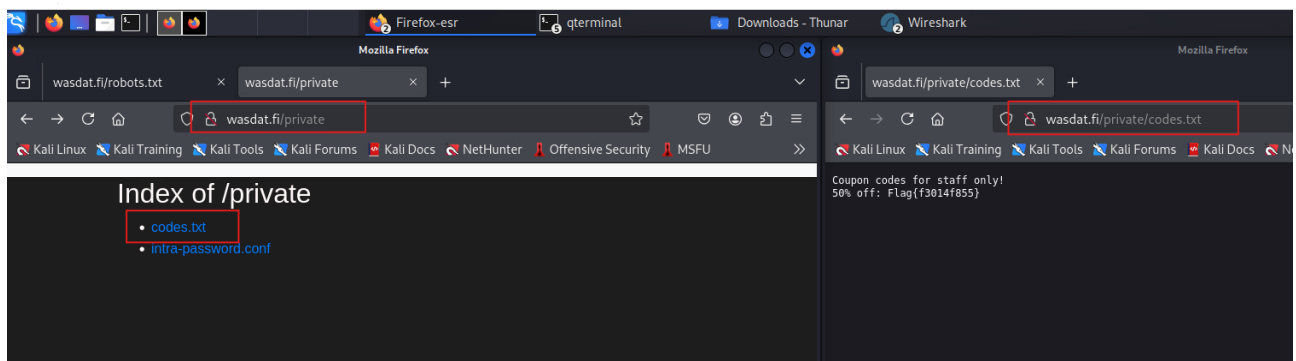 Firefox-esr
qterminal
Downloads - Thunar
Wireshark
Mozilla Firefox
wasdat.fi/robots.txt
wasdat.fi/private
wasdat.fi/private
Kali Linux Kali Training Kali Tools Kali Forums Kali Docs NetHunter Offensive Security MSFU
Index of /private
codes.txt
intra-password.conf
Mozilla Firefox
wasdat.fi/private/codes.txt
wasdat.fi/private/codes.txt
Kali Linux Kali Training Kali Tools Kali Forums Kali Docs
Coupon codes for staff only!
50% off: Flag{f3014f855}